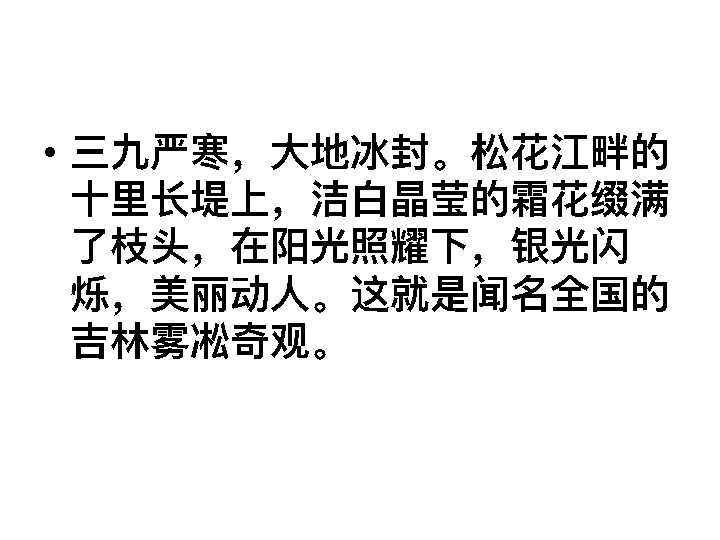 • 三九严寒，大地冰封。松花江畔的
十里长堤上，洁白晶莹的霜花缀满
了枝头，在阳光照耀下，银光闪
烁，美丽动人。这就是闻名全国的
吉林雾凇奇观。